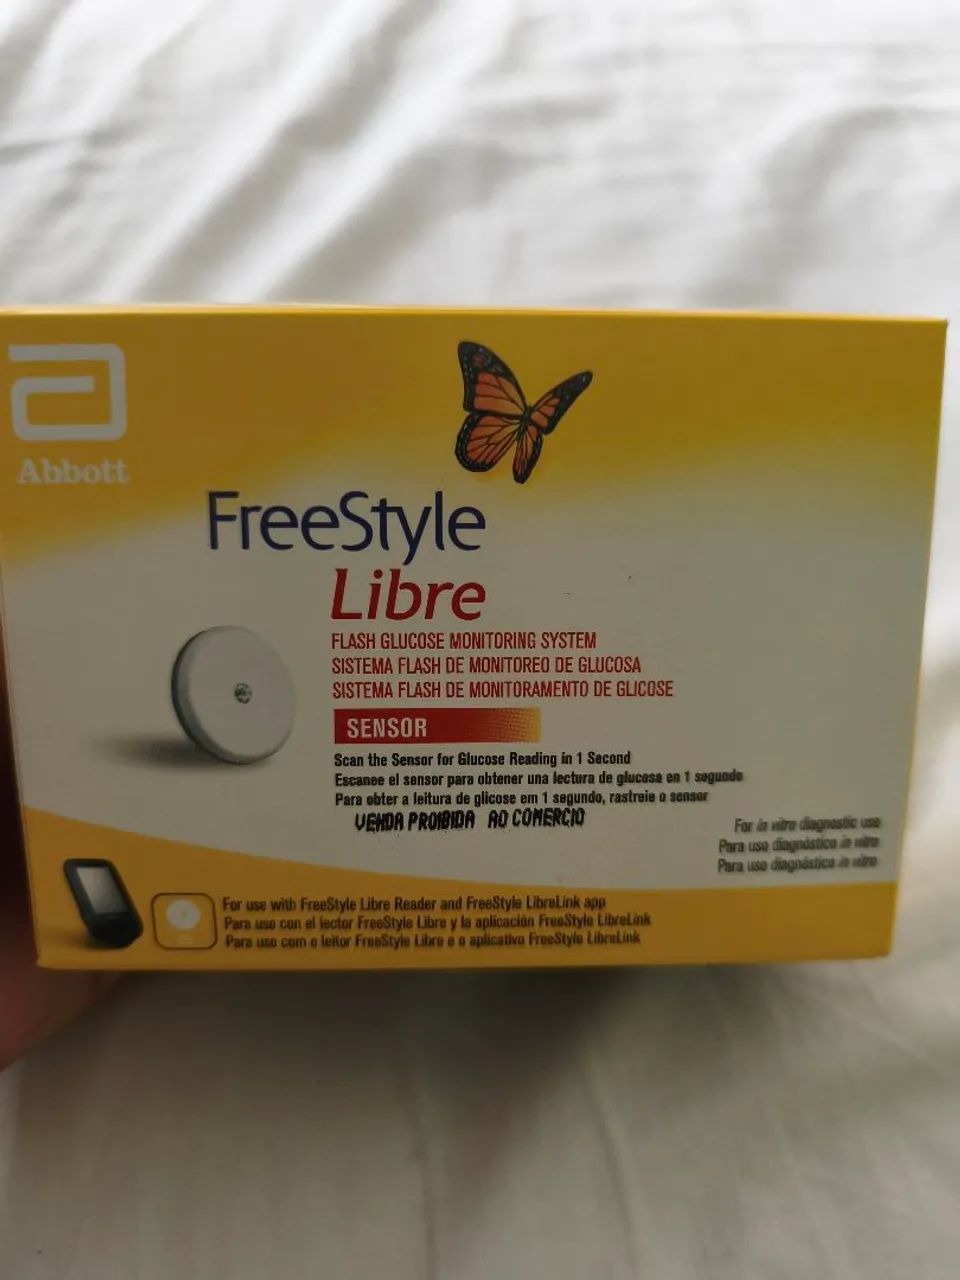 Abbott
FreeStyle
Libre
FLASH GLUCOSE MONITORING SYSTEM
SISTEMA FLASH DE MONITOREO DE GLUCOSA
SISTEMA FLASH DE MONITORAMENTO DE GLICOSE
SENSOR
Scan the Sensor for Glucose Reading in 1 Second
Escanee el sensor para obtener una lectura de glucosa en 1 segundo
Para obter a leitura de glicose em 1 segundo, rastreie o sensor
VENDA PROIBIDA AO COMERCIO
For in vitro diagnostic use
Para uso diagnóstico in vitro
Para uso diagnóstico in vitro
For use with FreeStyle Libre Reader and FreeStyle LibreLink app
Para uso con el lector FreeStyle Libre y la aplicación FreeStyle LibreLink
Para uso com o leitor FreeStyle Libre e o aplicativo FreeStyle LibreLink